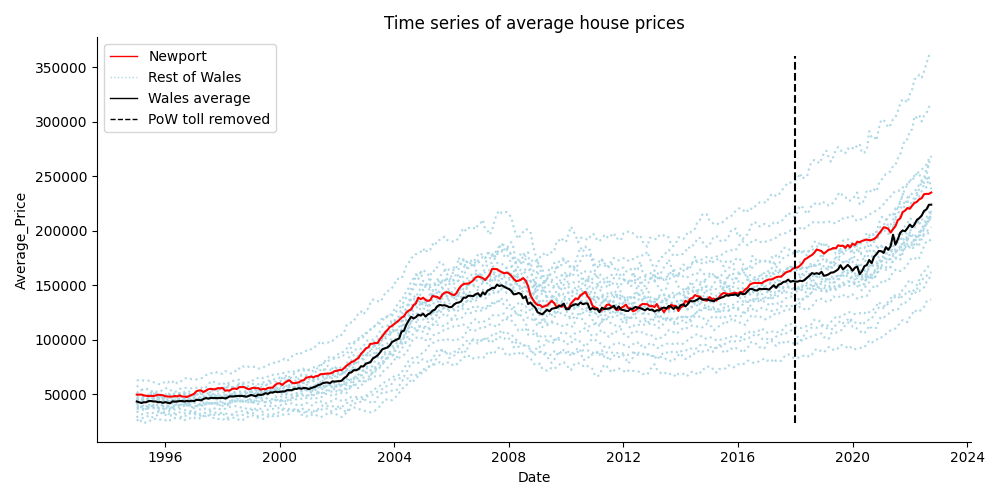 Time series of average house prices
Newport
Rest of Wales
Wales average
PoW toll removed
Average_Price
350000
300000
250000
200000
150000
100000
50000
1996 2000 2004 2008 2012 2016 2020 2024
Date